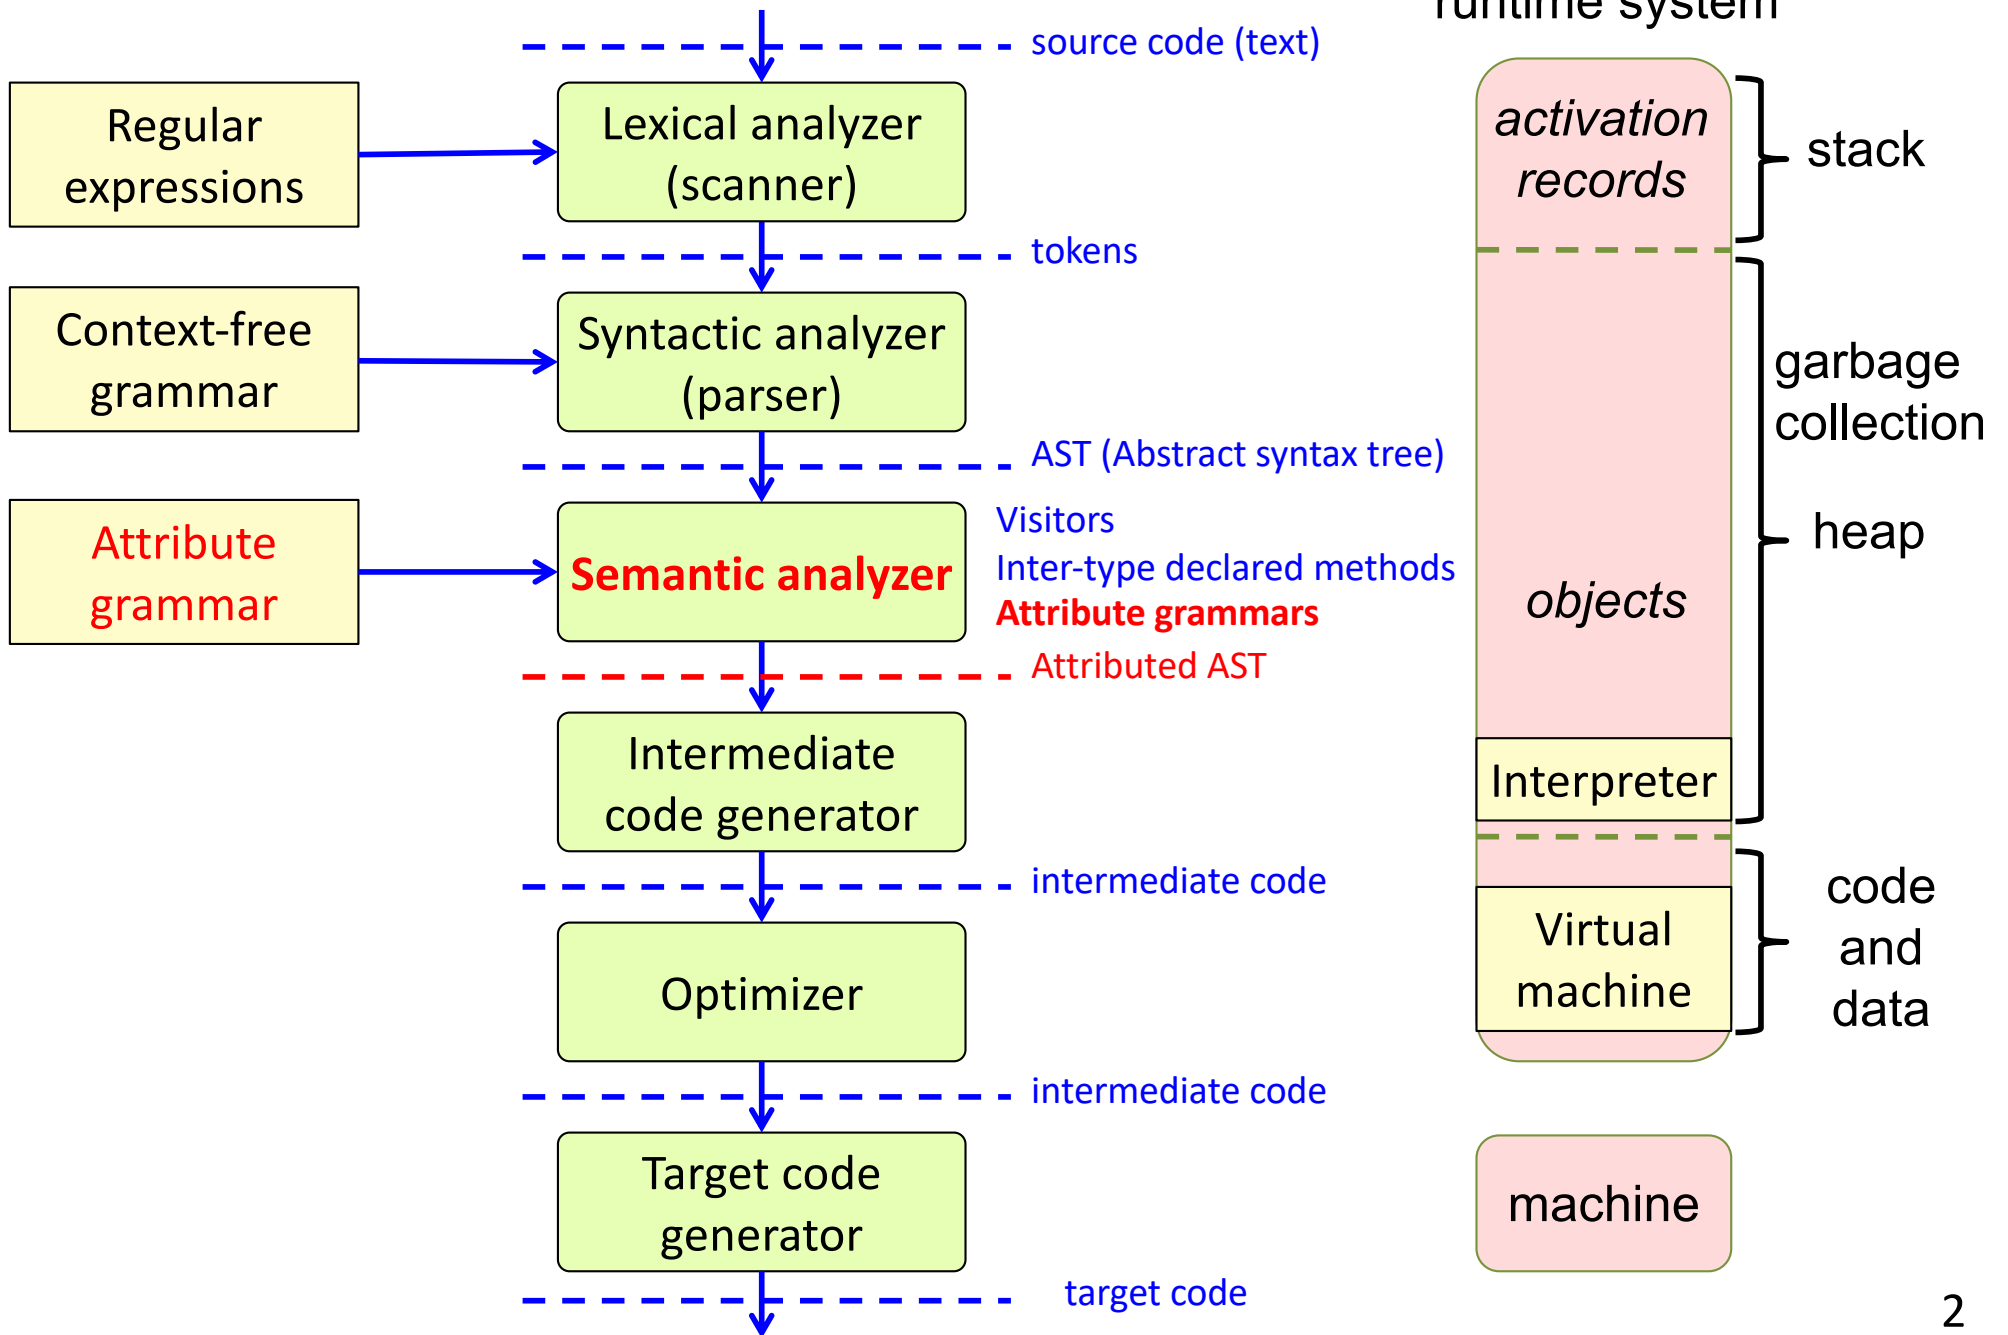 runtime system
source code (text)
Regular
expressions
Lexical analyzer
(scanner)
tokens
Context-free
grammar
Syntactic analyzer
(parser)
AST (Abstract syntax tree)
Attribute
grammar
Semantic analyzer
Visitors
Inter-type declared methods
Attribute grammars
Attributed AST
Intermediate
code generator
intermediate code
Optimizer
intermediate code
Target code
generator
target code
activation
records
stack
garbage
collection
heap
objects
Interpreter
Virtual
machine
code
and
data
machine
2